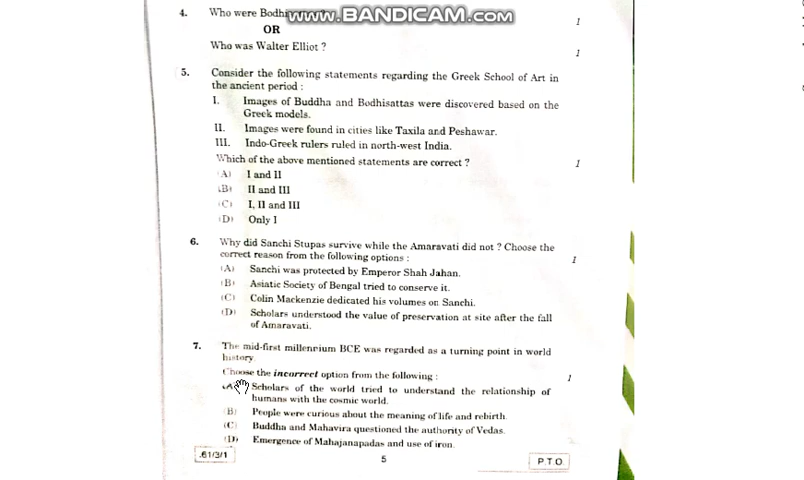 www.BANDICAM.com
4. Who were 1
OR
Who was Walter Elliot ? 1
5. Consider the following statements regarding the Greek School of Art in
the ancient period :
I. Images of Buddha and Bodhisattas were discovered based on the
Greek models.
II. Images were found in cities like Taxila and Peshawar.
III. Indo-Greek rulers ruled in north-west India.
Which of the above mentioned statements are correct ? 1
(A) I and II
(B) II and III
(C) I, II and III
(D) Only I
6. Why did Sanchi Stupas survive while the Amaravati did not ? Choose the
correct reason from the following options : 1
(A) Sanchi was protected by Emperor Shah Jahan.
(B) Asiatic Society of Bengal tried to conserve it.
(C) Colin Mackenzie dedicated his volumes on Sanchi.
(D) Scholars understood the value of preservation at site after the fall
of Amaravati.
7. The mid-first millennium BCE was regarded as a turning point in world
history.
Choose the incorrect option from the following : 1
(A) Scholars of the world tried to understand the relationship of
humans with the cosmic world.
(B) People were curious about the meaning of life and rebirth.
(C) Buddha and Mahavira questioned the authority of Vedas.
(D) Emergence of Mahajanapadas and use of iron.
.61/3/1 5 P.T.O.